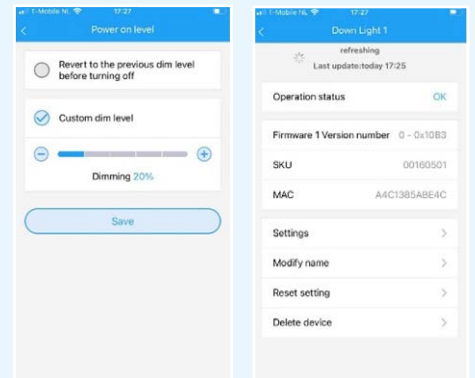 T-Mobile NL 17:27
Power on level
Revert to the previous dim level
before turning off
Custom dim level
Dimming 20%
Save
T-Mobile NL 17:27
Down Light 1
refreshing
Last update:today 17:25
Operation status OK
Firmware 1 Version number 0 - 0x10B3
SKU 00160501
MAC A4C1385ABE4C
Settings
Modify name
Reset setting
Delete device